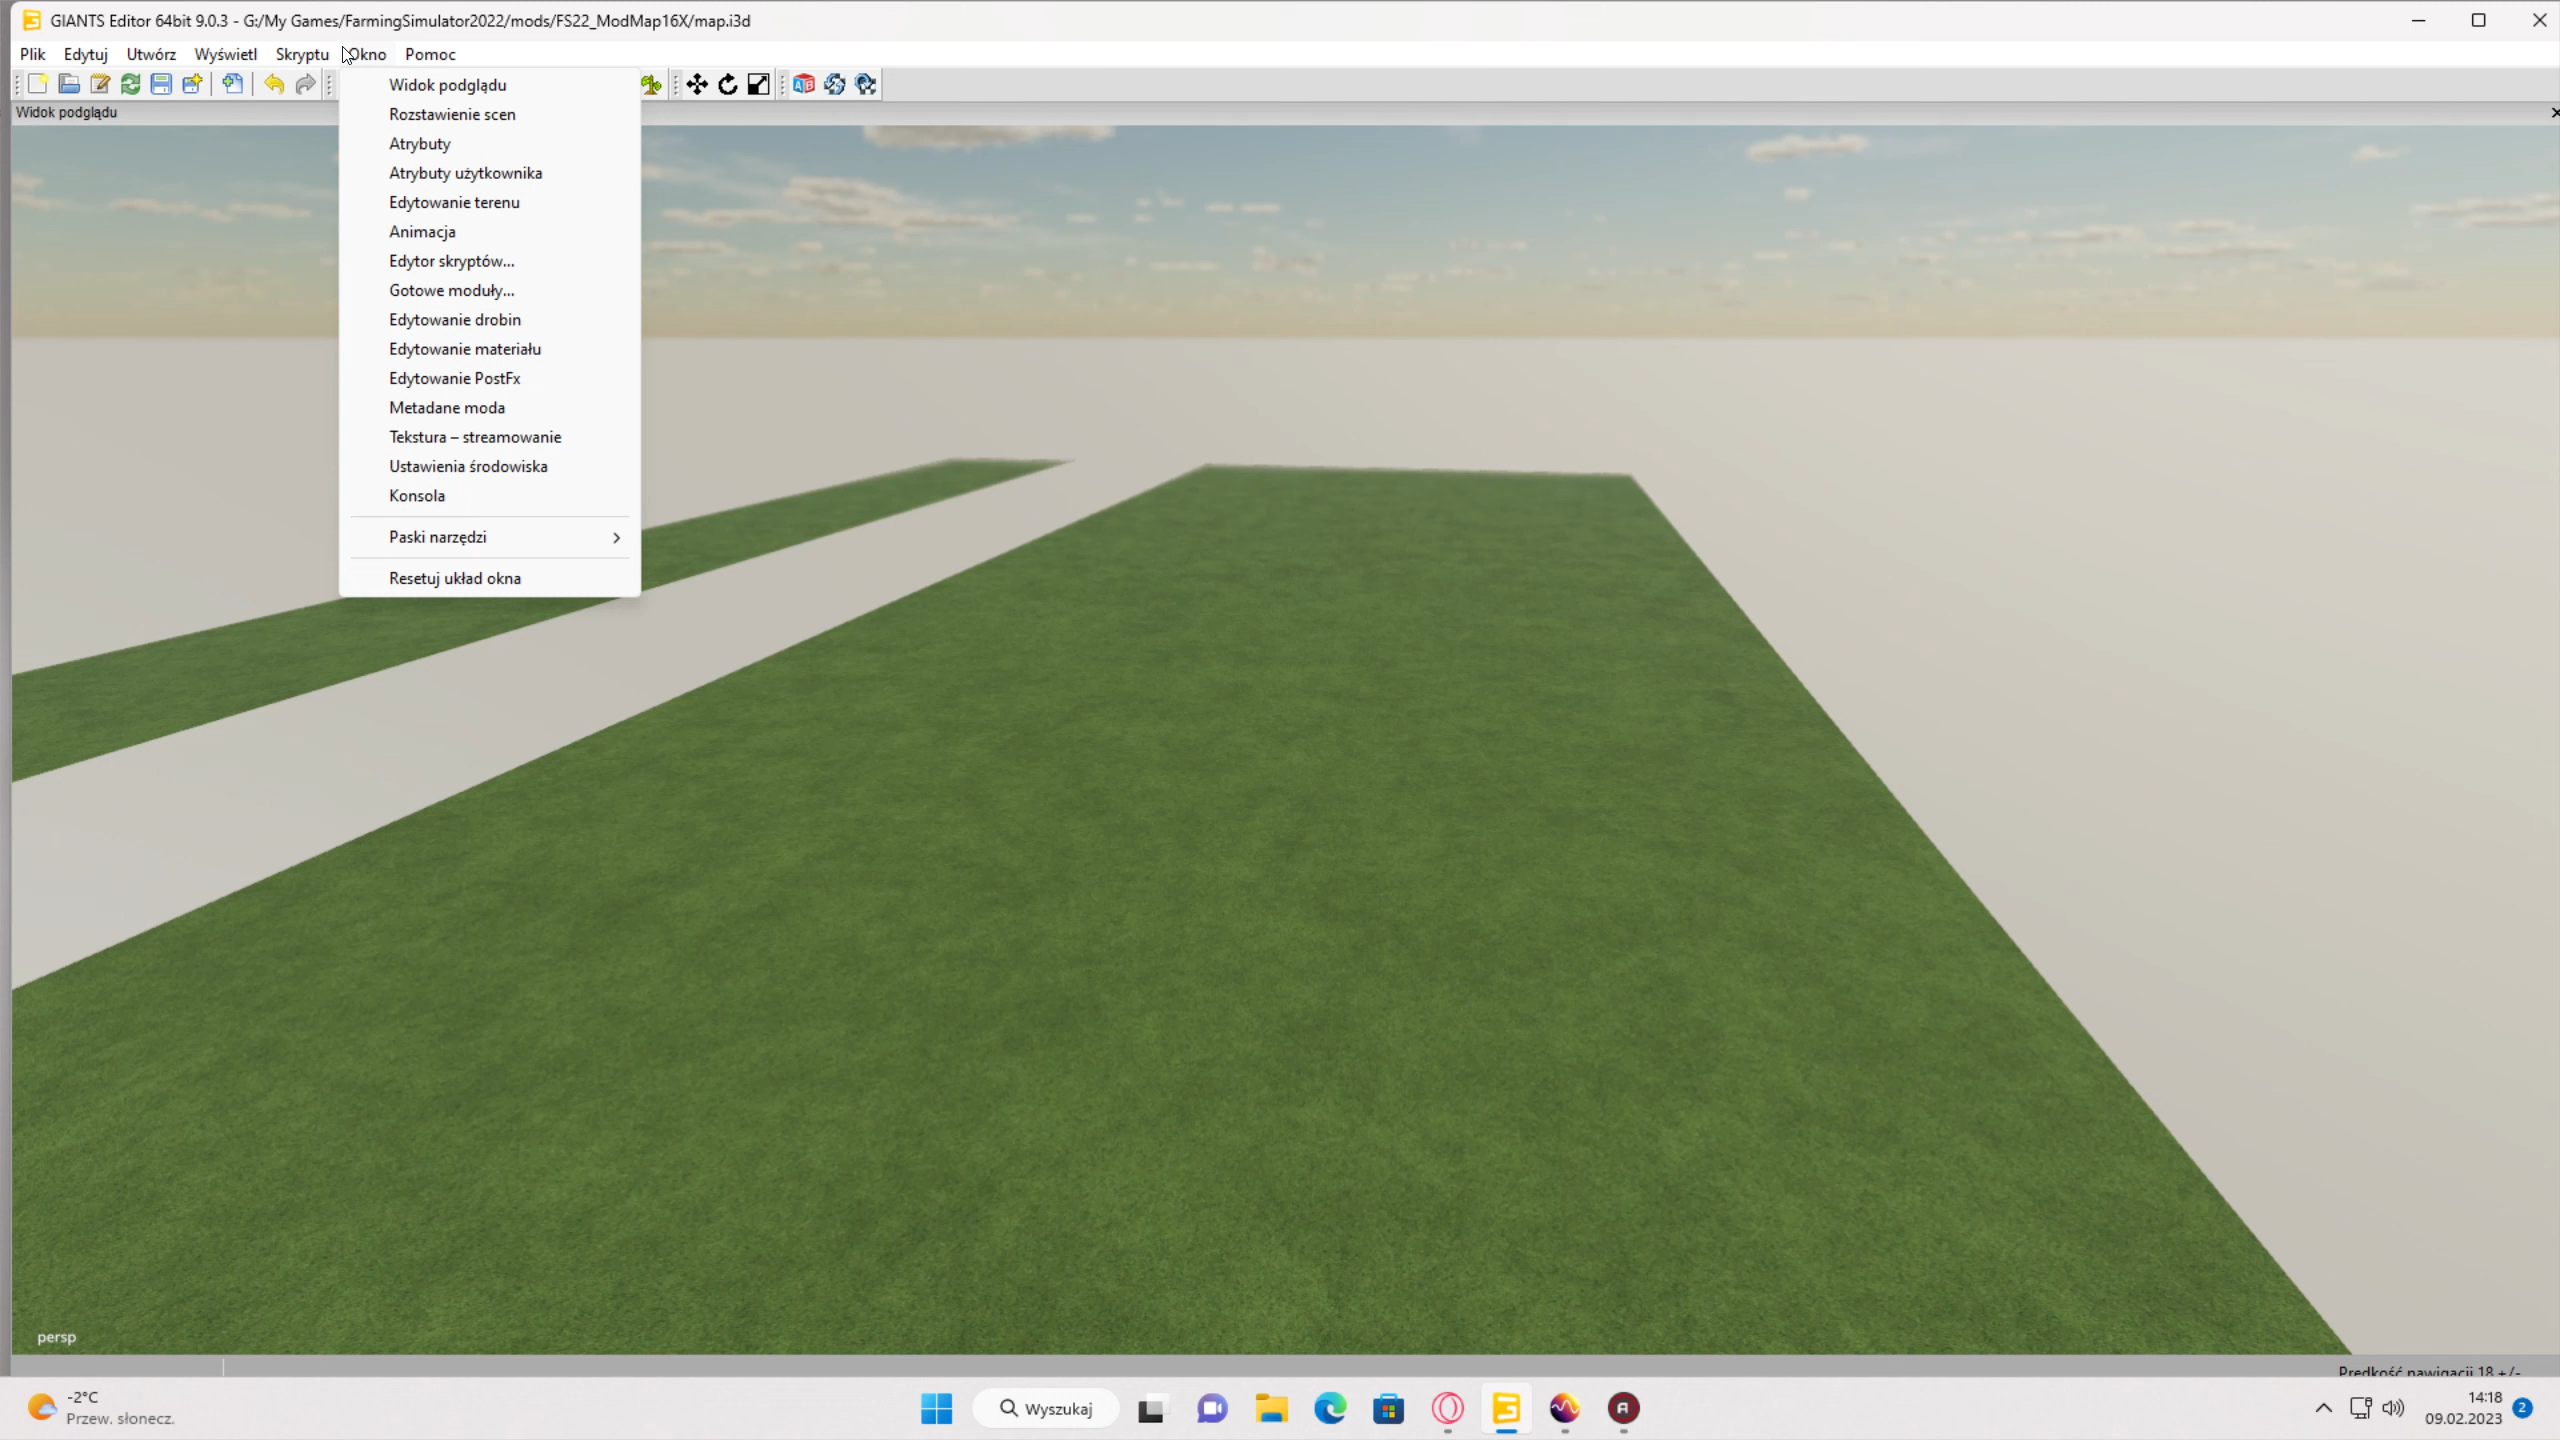 GIANTS Editor 64bit 9.0.3 - G:/My Games/FarmingSimulator2022/mods/FS22_ModMap16X/map.i3d
Plik Edytuj Utwórz Wyświetl Skryptu Okno Pomoc
Widok podglądu
Widok podglądu
Rozstawienie scen
Atrybuty
Atrybuty użytkownika
Edytowanie terenu
Animacja
Edytor skryptów...
Gotowe moduły...
Edytowanie drobin
Edytowanie materiału
Edytowanie PostFx
Metadane moda
Tekstura – streamowanie
Ustawienia środowiska
Konsola
Paski narzędzi
Resetuj układ okna
persp
Prędkość nawigacji 18 +/-
-2°C
Przew. słonecz.
Wyszukaj
14:18
09.02.2023
2